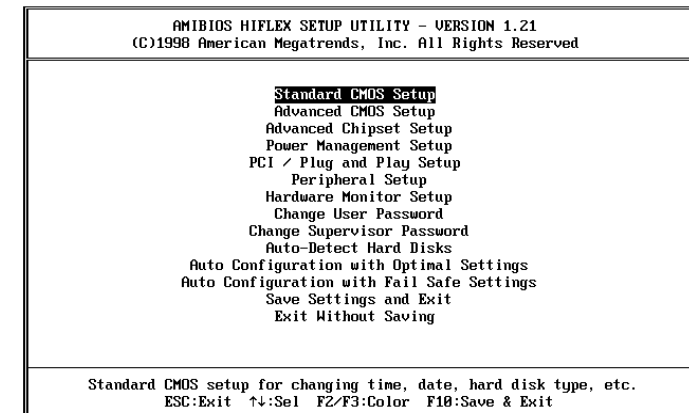 AMIBIOS HIFLEX SETUP UTILITY - VERSION 1.21
(C)1998 American Megatrends, Inc. All Rights Reserved
Standard CMOS Setup
Advanced CMOS Setup
Advanced Chipset Setup
Power Management Setup
PCI / Plug and Play Setup
Peripheral Setup
Hardware Monitor Setup
Change User Password
Change Supervisor Password
Auto-Detect Hard Disks
Auto Configuration with Optimal Settings
Auto Configuration with Fail Safe Settings
Save Settings and Exit
Exit Without Saving
Standard CMOS setup for changing time, date, hard disk type, etc.
ESC:Exit ↑↓:Sel F2/F3:Color F10:Save & Exit